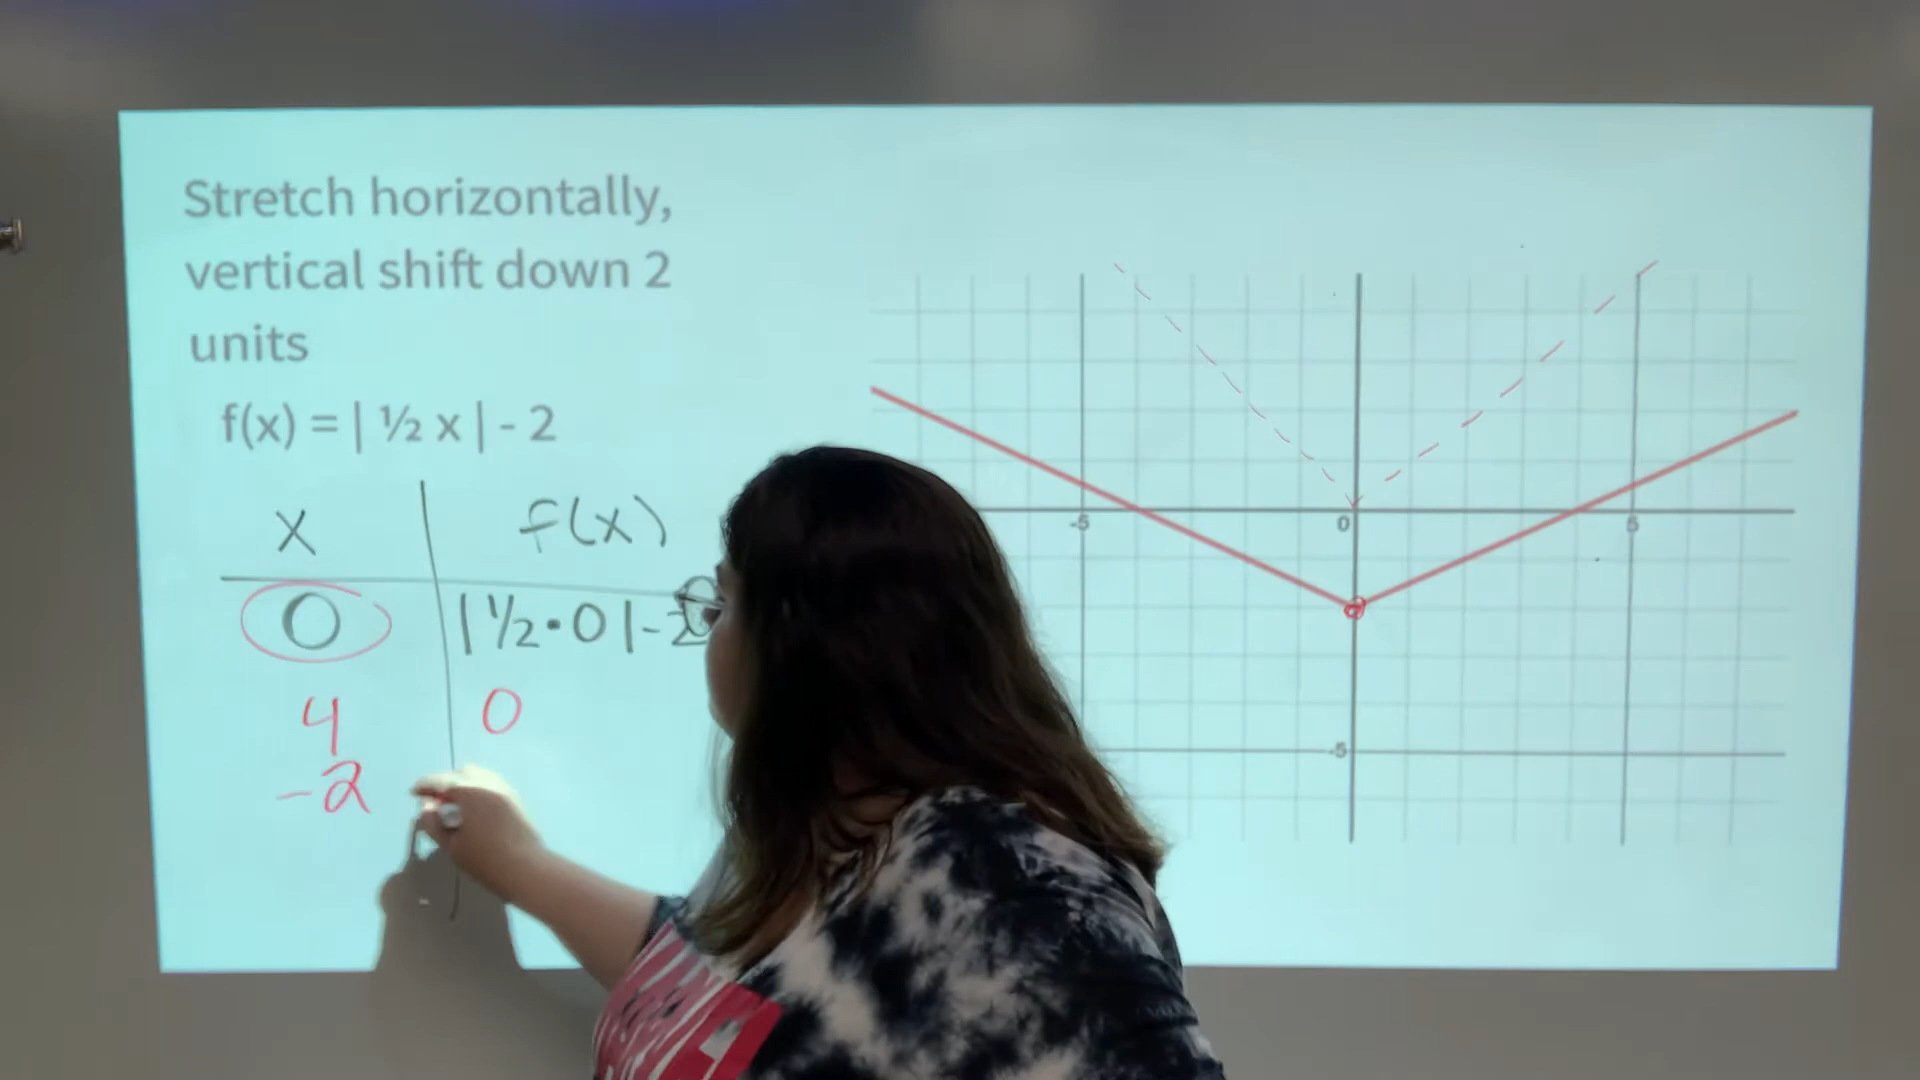 Stretch horizontally,
vertical shift down 2
units
f(x) = | ½ x | - 2
x f(x)
0 |½·0|-2
4 0
-2
-5 0 5
-5